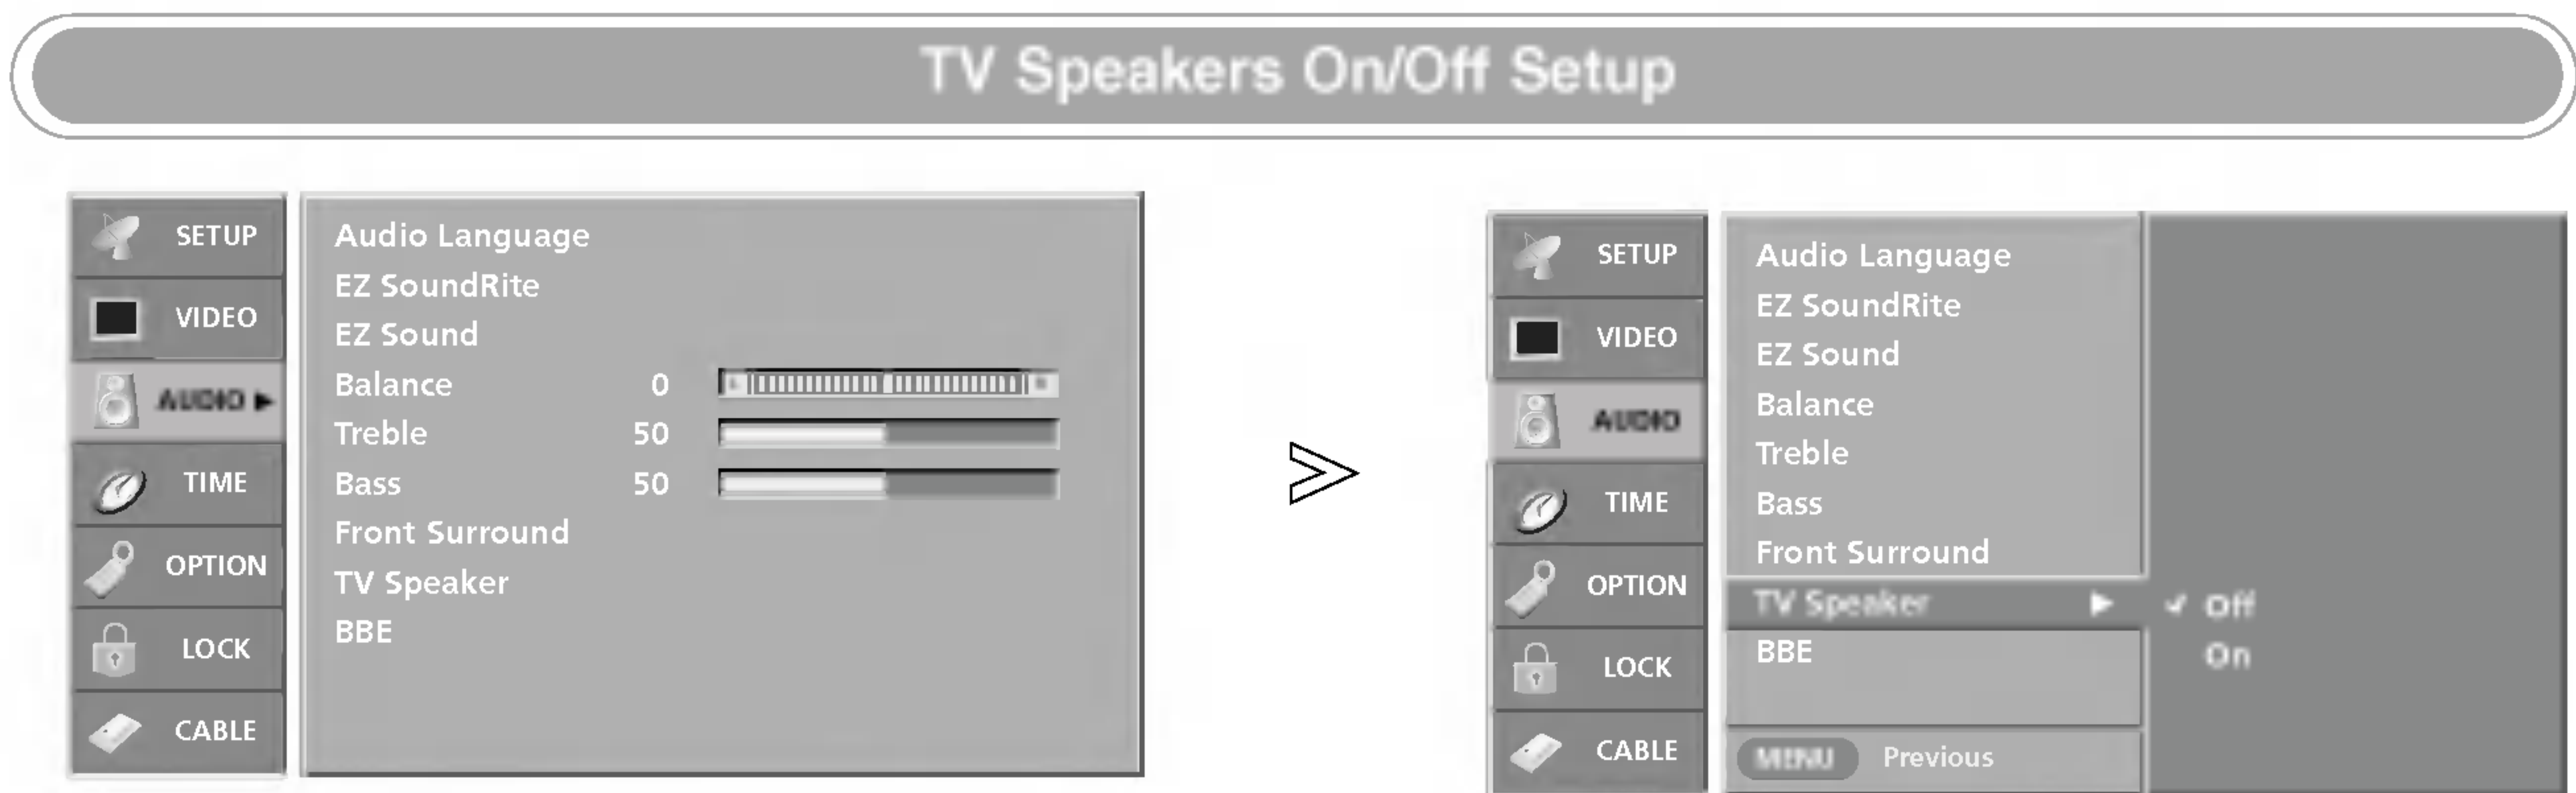 TV Speakers On/Off Setup
SETUP
VIDEO
AUDIO ▶
TIME
OPTION
LOCK
CABLE
Audio Language
EZ SoundRite
EZ Sound
Balance 0 L R
Treble 50
Bass 50
Front Surround
TV Speaker
BBE
SETUP
VIDEO
AUDIO
TIME
OPTION
LOCK
CABLE
Audio Language
EZ SoundRite
EZ Sound
Balance
Treble
Bass
Front Surround
TV Speaker ▶ ✓ Off
On
BBE
MENU Previous